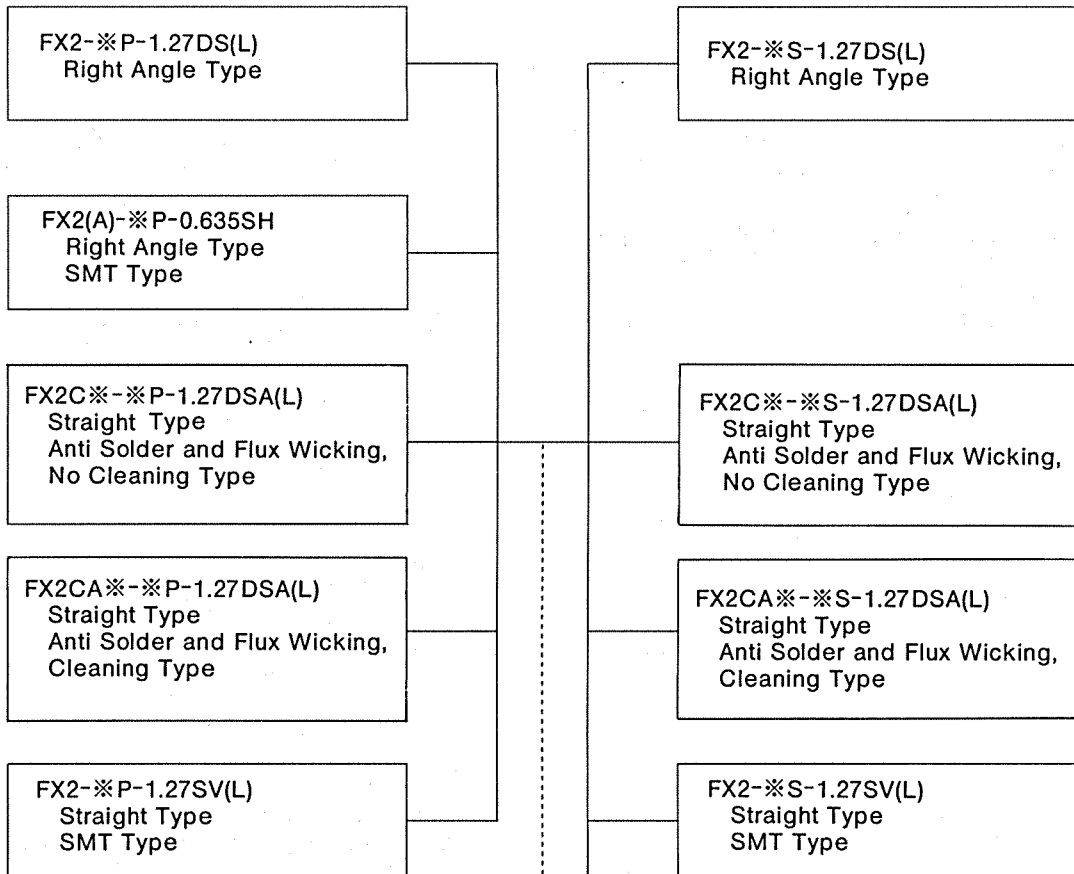 FX2-※P-1.27DS(L)
Right Angle Type
FX2(A)-※P-0.635SH
Right Angle Type
SMT Type
FX2C※-※P-1.27DSA(L)
Straight Type
Anti Solder and Flux Wicking,
No Cleaning Type
FX2CA※-※P-1.27DSA(L)
Straight Type
Anti Solder and Flux Wicking,
Cleaning Type
FX2-※P-1.27SV(L)
Straight Type
SMT Type
FX2-※S-1.27DS(L)
Right Angle Type
FX2C※-※S-1.27DSA(L)
Straight Type
Anti Solder and Flux Wicking,
No Cleaning Type
FX2CA※-※S-1.27DSA(L)
Straight Type
Anti Solder and Flux Wicking,
Cleaning Type
FX2-※S-1.27SV(L)
Straight Type
SMT Type